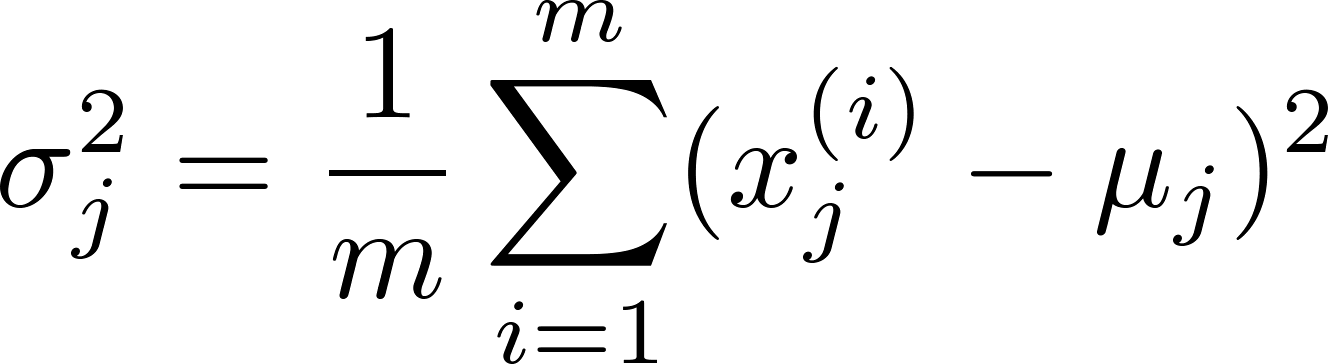 σ_j^2 = \frac{1}{m} \sum_{i=1}^{m} (x_j^{(i)} − μ_j)^2